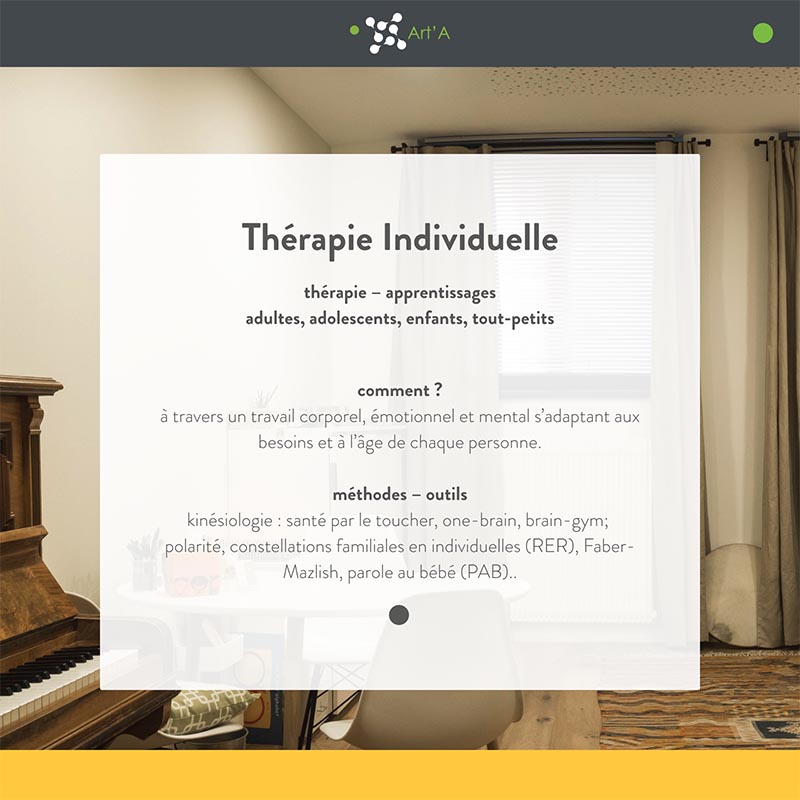 Art'A
Thérapie Individuelle
thérapie – apprentissages
adultes, adolescents, enfants, tout-petits
comment ?
à travers un travail corporel, émotionnel et mental s'adaptant aux
besoins et à l'âge de chaque personne.
méthodes – outils
kinésiologie : santé par le toucher, one-brain, brain-gym;
polarité, constellations familiales en individuelles (RER), Faber-
Mazlish, parole au bébé (PAB)..